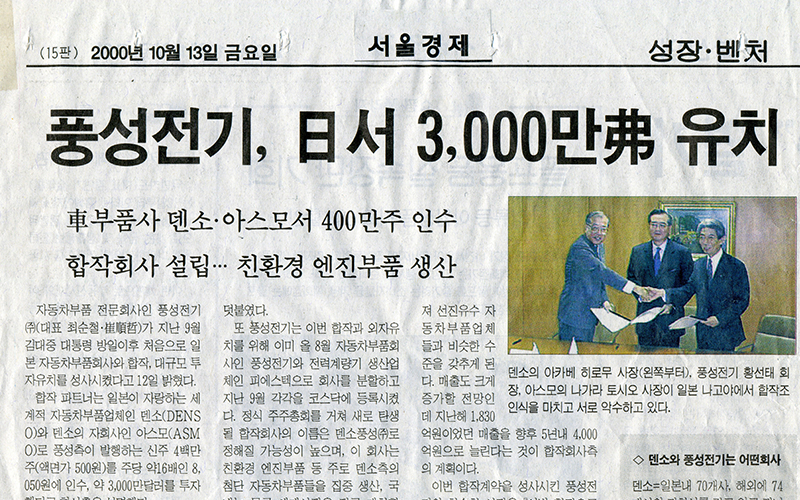 (15판) 2000년 10월 13일 금요일
서울경제
성장·벤처
풍성전기, 日서 3,000만弗 유치
車부품사 덴소·아스모서 400만주 인수
합작회사 설립… 친환경 엔진부품 생산
자동차부품 전문회사인 풍성전기
㈜(대표 최순철·崔順哲)가 지난 9월
김대중 대통령 방일이후 처음으로 일
본 자동차부품회사와 합작, 대규모 투
자유치를 성사시켰다고 12일 밝혔다.
합작 파트너는 일본이 자랑하는 세
계적 자동차부품업체인 덴소(DENS
O)와 덴소의 자회사인 아스모(ASM
O)로 풍성측이 발행하는 신주 4백만
주(액면가 500원)를 주당 약16배인 8,
050원에 인수, 약 3,000만달러를 투자
덧붙였다.
또 풍성전기는 이번 합작과 외자유
치를 위해 이미 올 8월 자동차부품회
사인 풍성전기와 전력계량기 생산업
체인 피에스텍으로 회사를 분할하고
지난 9월 각각을 코스닥에 등록시켰
다. 정식 주주총회를 거쳐 새로 탄생
될 합작회사의 이름은 덴소풍성㈜로
정해질 가능성이 높으며, 이 회사는
친환경 엔진부품 등 주로 덴소측의
첨단 자동차부품들을 집중 생산, 국
져 선진유수 자
동차부품업체
들과 비슷한 수
준을 갖추게 된
다. 매출도 크게
증가할 전망인
데 지난해 1,830
억원이었던 매출을 향후 5년내 4,000
억원으로 늘린다는 것이 합작회사측
의 계획이다.
이번 합작계약을 성사시킨 풍성전
덴소의 아카베 히로무 사장(왼쪽부터), 풍성전기 황선태 회
장, 아스모의 나가라 토시오 사장이 일본 나고야에서 합작조
인식을 마치고 서로 악수하고 있다.
◇ 덴소와 풍성전기는 어떤회사
덴소=일본내 70개사, 해외에 74